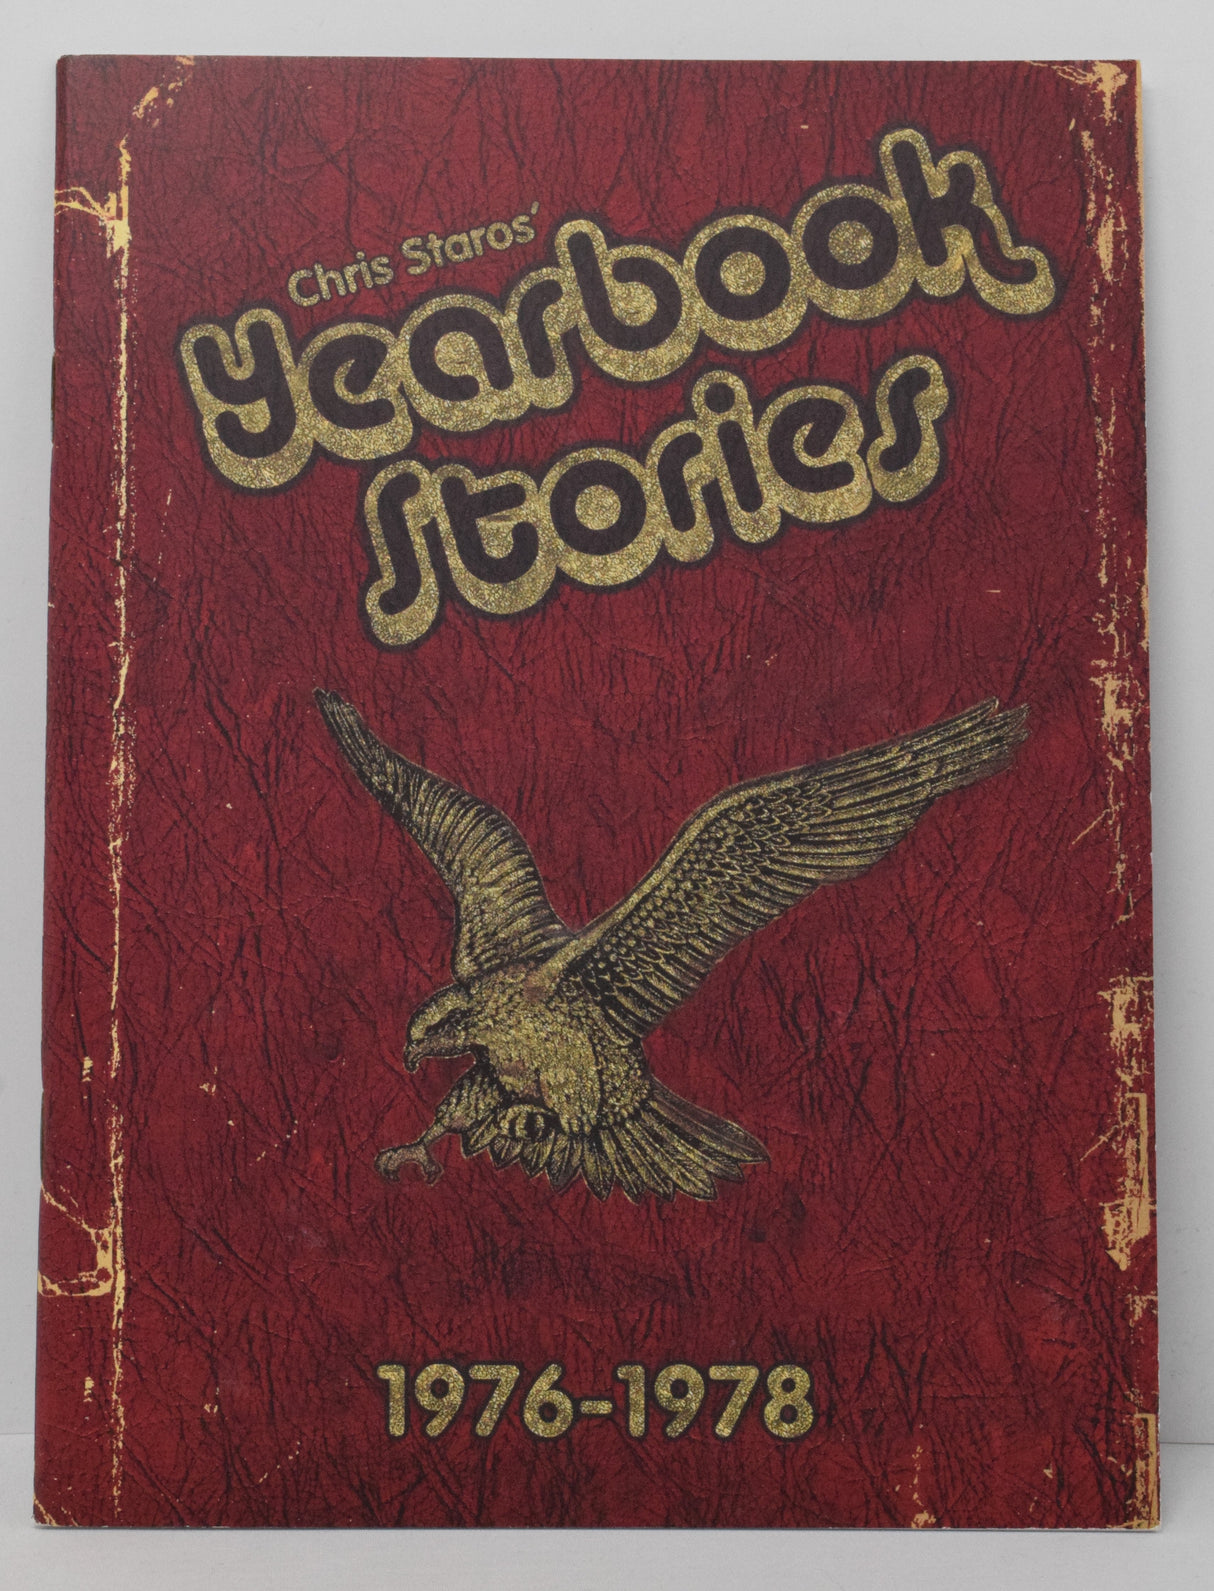 Chris Staros'
Yearbook
Stories
1976-1978